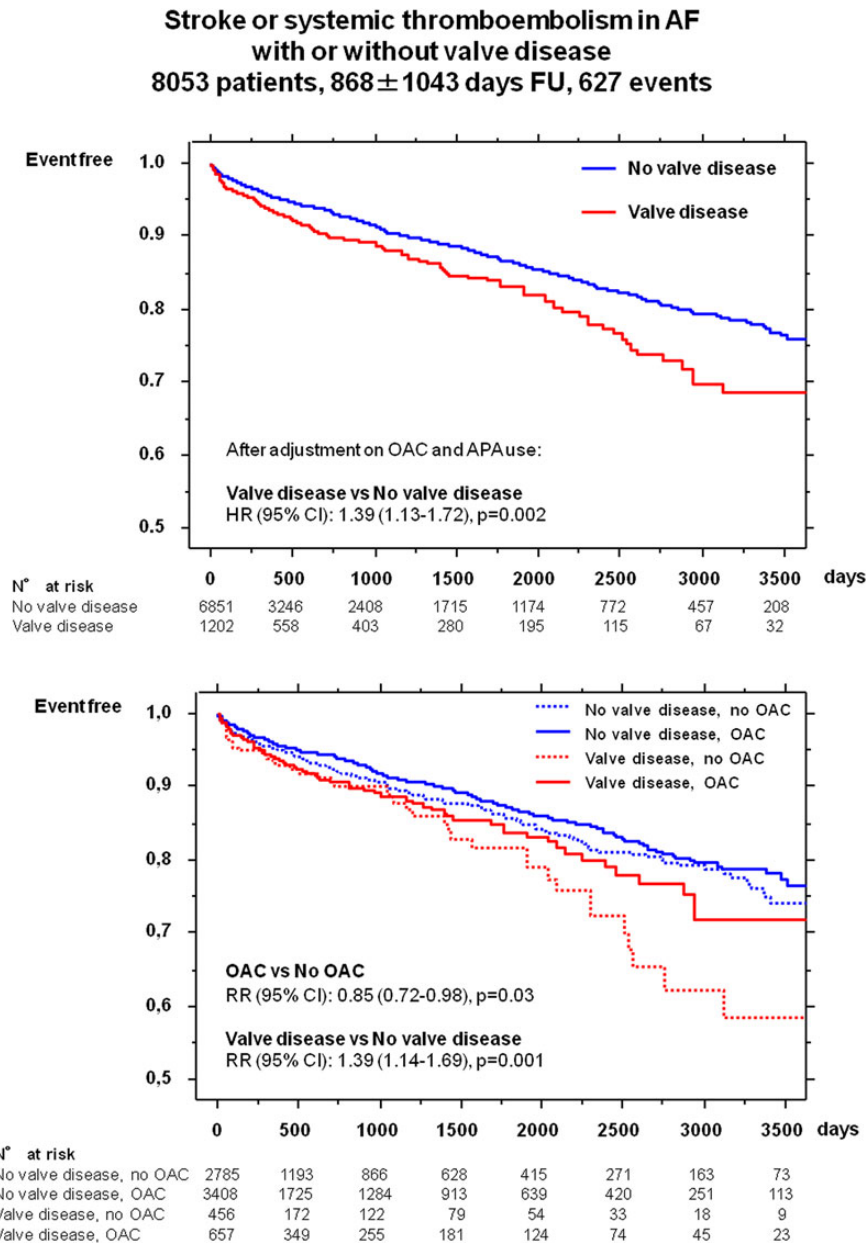 Stroke or systemic thromboembolism in AF
with or without valve disease
8053 patients, 868±1043 days FU, 627 events
Event free
1.0
0.9
0.8
0.7
0.6
0.5
No valve disease
Valve disease
After adjustment on OAC and APA use:
Valve disease vs No valve disease
HR (95% CI): 1.39 (1.13-1.72), p=0.002
0 500 1000 1500 2000 2500 3000 3500 days
N° at risk
No valve disease 6851 3246 2408 1715 1174 772 457 208
Valve disease 1202 558 403 280 195 115 67 32
Event free
1,0
0,9
0,8
0,7
0,6
0,5
No valve disease, no OAC
No valve disease, OAC
Valve disease, no OAC
Valve disease, OAC
OAC vs No OAC
RR (95% CI): 0.85 (0.72-0.98), p=0.03
Valve disease vs No valve disease
RR (95% CI): 1.39 (1.14-1.69), p=0.001
0 500 1000 1500 2000 2500 3000 3500 days
N° at risk
No valve disease, no OAC 2785 1193 866 628 415 271 163 73
No valve disease, OAC 3408 1725 1284 913 639 420 251 113
Valve disease, no OAC 456 172 122 79 54 33 18 9
Valve disease, OAC 657 349 255 181 124 74 45 23